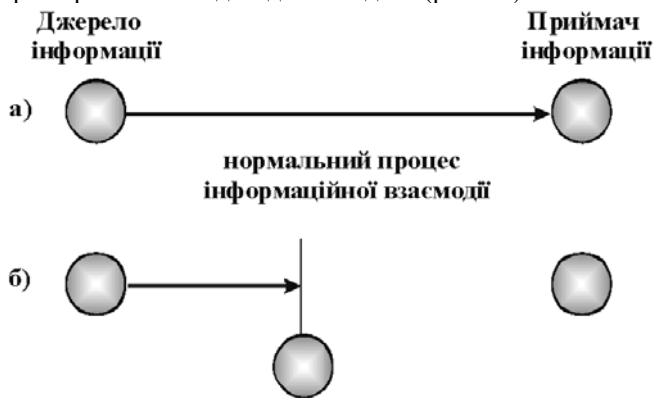 Джерело
інформації
Приймач
інформації
а)
нормальний процес
інформаційної взаємодії
б)